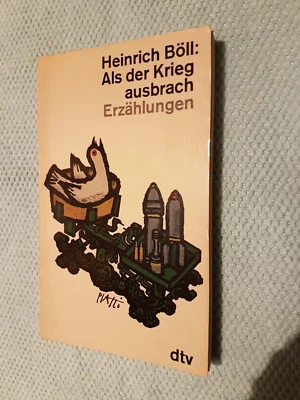 Heinrich Böll:
Als der Krieg
ausbrach
Erzählungen
dtv